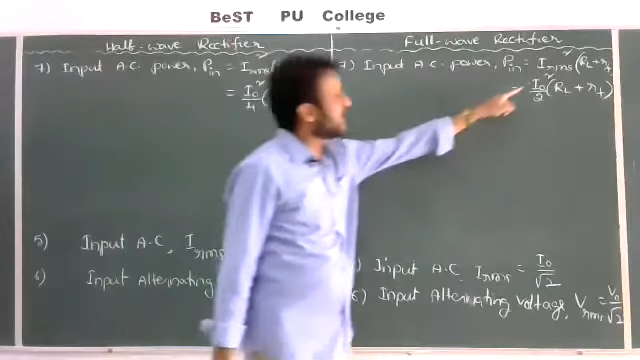 BeST PU College
Half-wave Rectifier
7) Input A.C. power, Pin = I²rms (
= I₀²/4 (
5) Input A.C, Irms
6) Input Alternating
Full-wave Rectifier
7) Input A.C. power, Pin = I²rms (RL + rf
I₀²/2 (RL + rf)
) Input A.C. Irms = I₀/√2
6) Input Alternating voltage, Vrms = V₀/√2